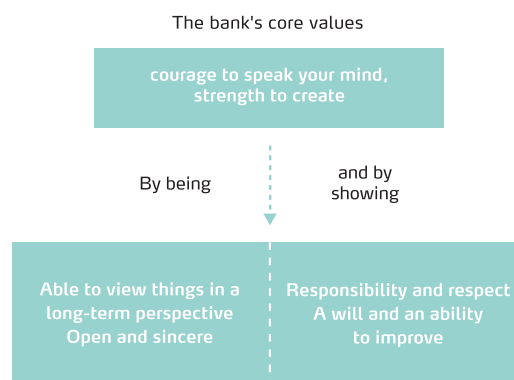 The bank's core values
courage to speak your mind,
strength to create
By being
and by
showing
Able to view things in a
long-term perspective
Open and sincere
Responsibility and respect
A will and an ability
to improve